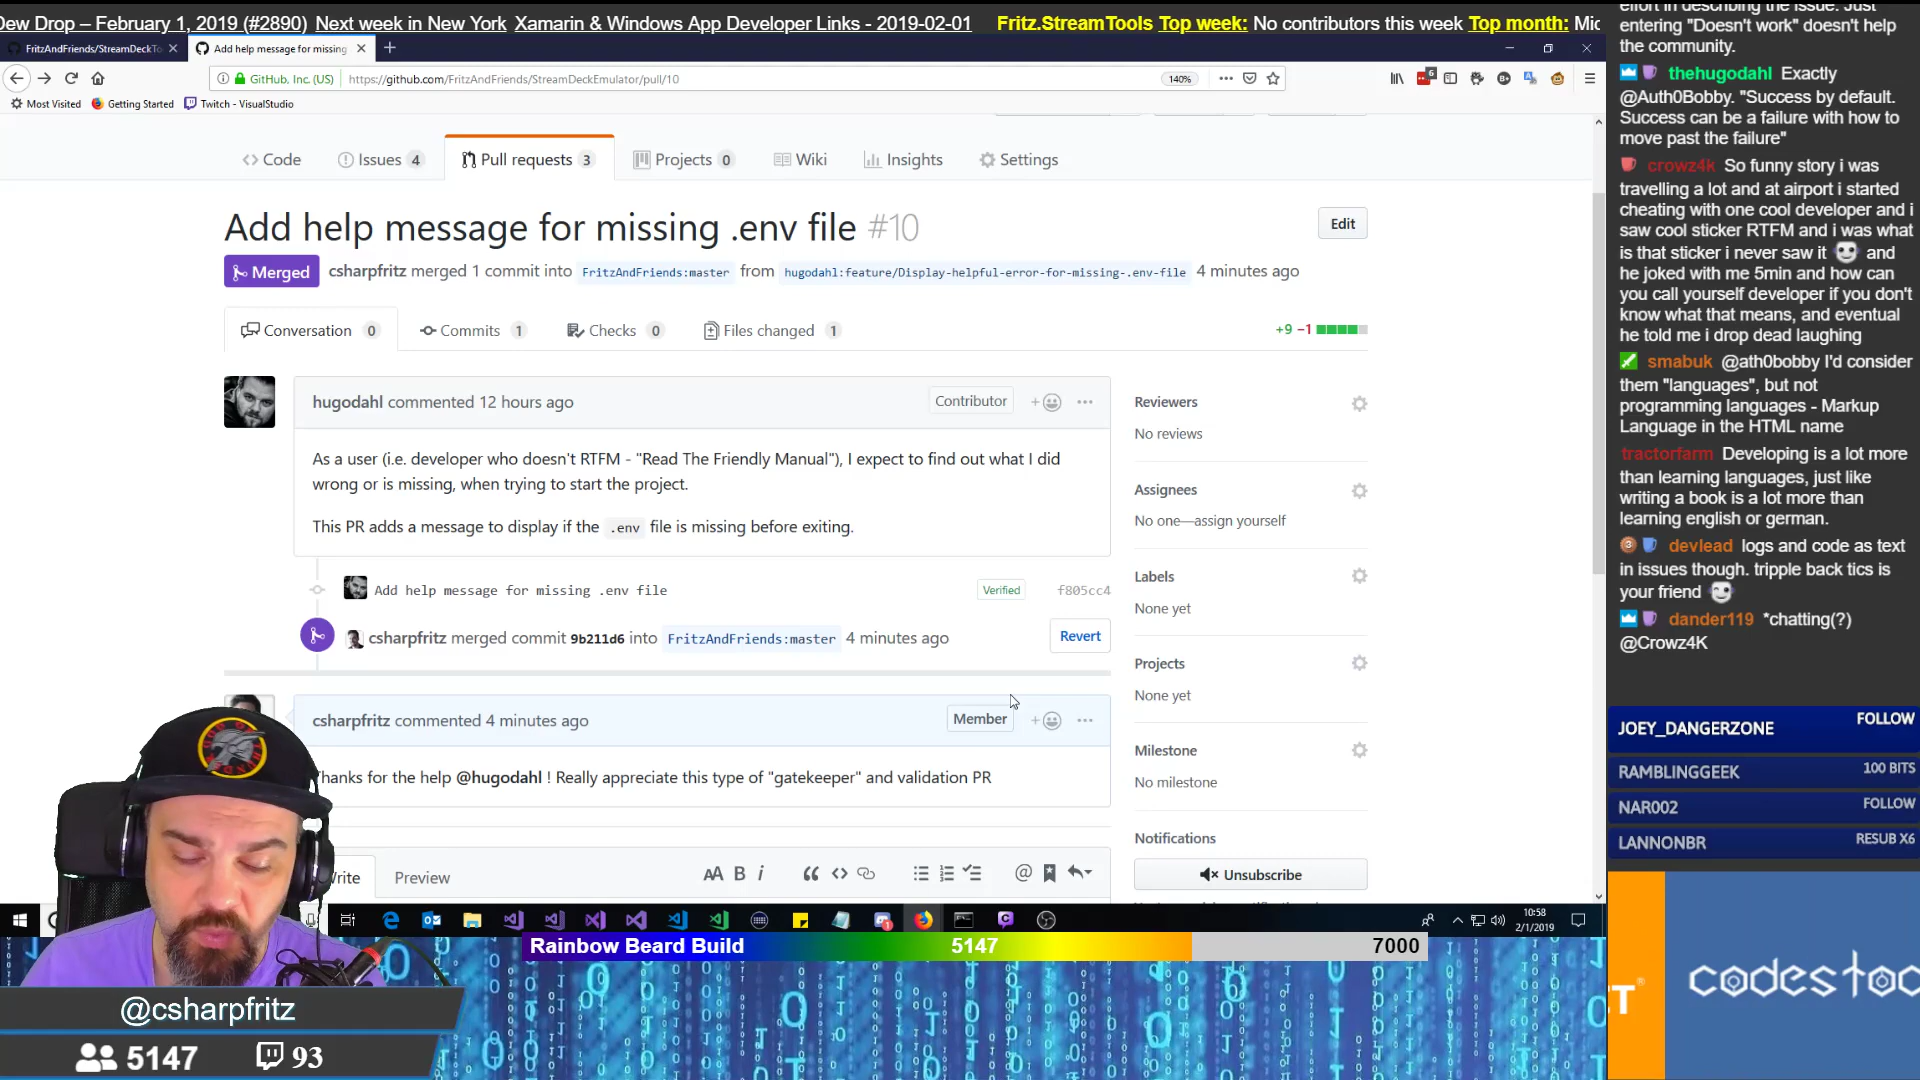 Dew Drop – February 1, 2019 (#2890) Next week in New York Xamarin & Windows App Developer Links - 2019-02-01 Fritz.StreamTools Top week: No contributors this week Top month: Mic
FritzAndFriends/StreamDeckTo
Add help message for missing
GitHub, Inc. (US) https://github.com/FritzAndFriends/StreamDeckEmulator/pull/10 140%
6
Most Visited Getting Started Twitch - VisualStudio
Code Issues 4 Pull requests 3 Projects 0 Wiki Insights Settings
Add help message for missing .env file #10
Edit
Merged csharpfritz merged 1 commit into FritzAndFriends:master from hugodahl:feature/Display-helpful-error-for-missing-.env-file 4 minutes ago
Conversation 0 Commits 1 Checks 0 Files changed 1 +9 −1
hugodahl commented 12 hours ago Contributor
As a user (i.e. developer who doesn't RTFM - "Read The Friendly Manual"), I expect to find out what I did
wrong or is missing, when trying to start the project.
This PR adds a message to display if the .env file is missing before exiting.
Add help message for missing .env file Verified f805cc4
csharpfritz merged commit 9b211d6 into FritzAndFriends:master 4 minutes ago Revert
csharpfritz commented 4 minutes ago Member
hanks for the help @hugodahl ! Really appreciate this type of "gatekeeper" and validation PR
rite Preview
AA B i
Reviewers
No reviews
Assignees
No one—assign yourself
Labels
None yet
Projects
None yet
Milestone
No milestone
Notifications
Unsubscribe
effort in describing the issue. Just
entering "Doesn't work" doesn't help
the community.
thehugodahl Exactly
@Auth0Bobby. "Success by default.
Success can be a failure with how to
move past the failure"
crowz4k So funny story i was
travelling a lot and at airport i started
cheating with one cool developer and i
saw cool sticker RTFM and i was what
is that sticker i never saw it and
he joked with me 5min and how can
you call yourself developer if you don't
know what that means, and eventual
he told me i drop dead laughing
smabuk @ath0bobby I'd consider
them "languages", but not
programming languages - Markup
Language in the HTML name
tractorfarm Developing is a lot more
than learning languages, just like
writing a book is a lot more than
learning english or german.
devlead logs and code as text
in issues though. tripple back tics is
your friend
dander119 *chatting(?)
@Crowz4K
JOEY_DANGERZONE FOLLOW
RAMBLINGGEEK 100 BITS
NAR002 FOLLOW
LANNONBR RESUB X6
10:58
2/1/2019
Rainbow Beard Build 5147 7000
@csharpfritz
5147 93
T®
codestoc